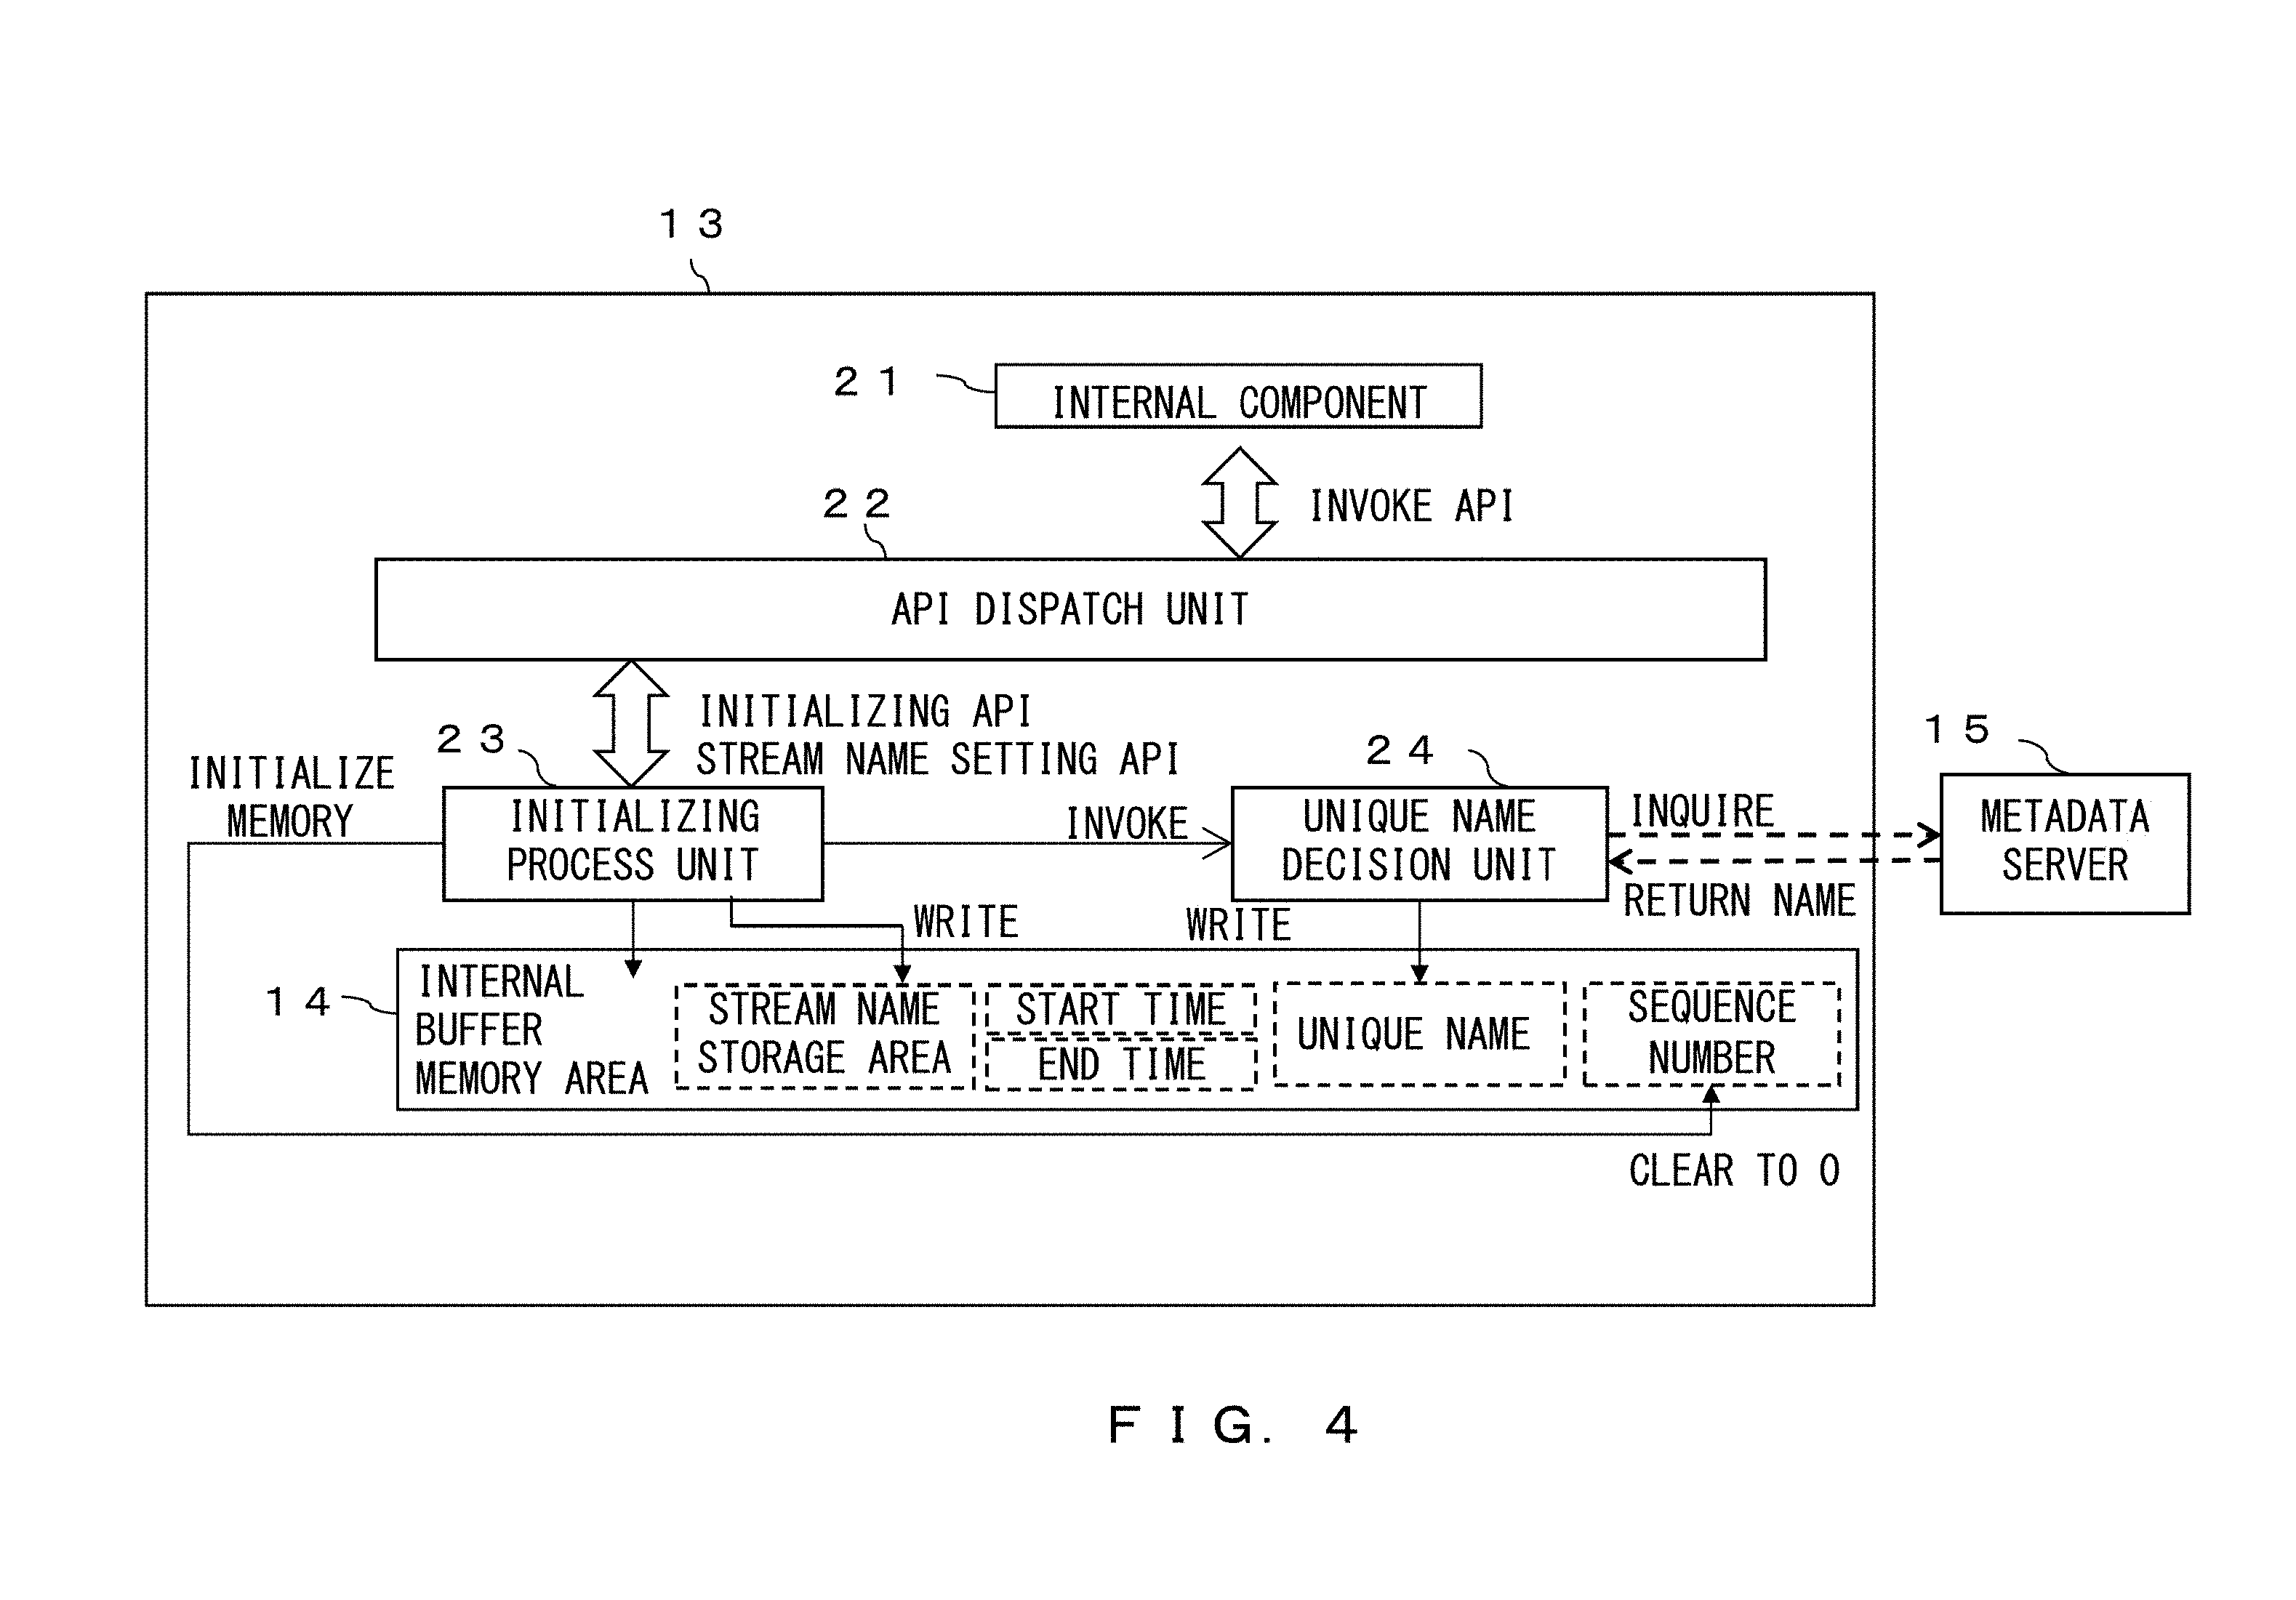 13
21
INTERNAL COMPONENT
INVOKE API
22
API DISPATCH UNIT
INITIALIZING API
STREAM NAME SETTING API
23
INITIALIZE
MEMORY
INITIALIZING
PROCESS UNIT
INVOKE
24
UNIQUE NAME
DECISION UNIT
INQUIRE
RETURN NAME
15
METADATA
SERVER
WRITE
WRITE
14
INTERNAL
BUFFER
MEMORY AREA
STREAM NAME
STORAGE AREA
START TIME
END TIME
UNIQUE NAME
SEQUENCE
NUMBER
CLEAR TO 0
FIG. 4